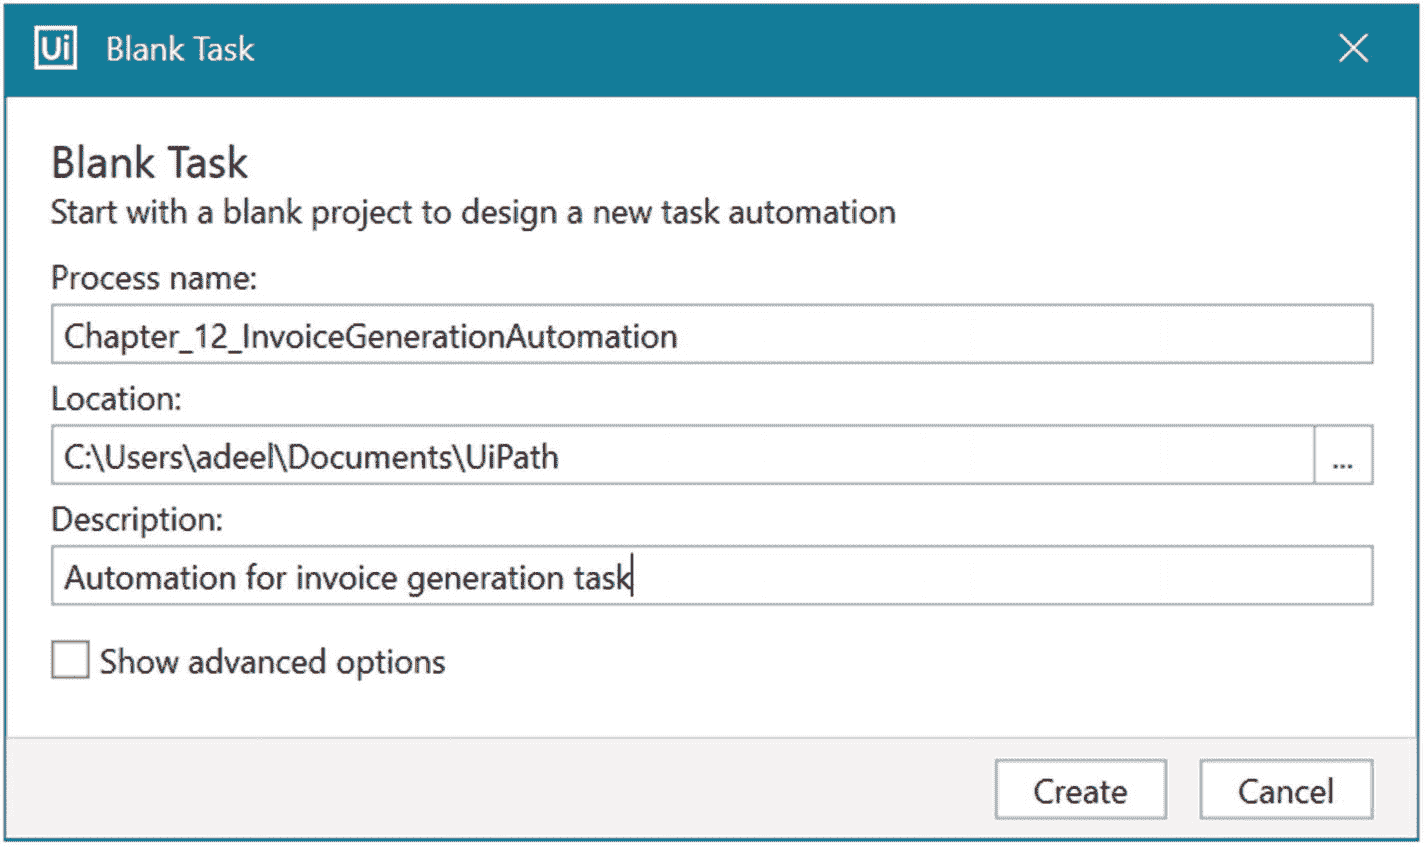 Ui Blank Task
Blank Task
Start with a blank project to design a new task automation
Process name:
Chapter_12_InvoiceGenerationAutomation
Location:
C:\Users\adeel\Documents\UiPath
...
Description:
Automation for invoice generation task
Show advanced options
Create Cancel